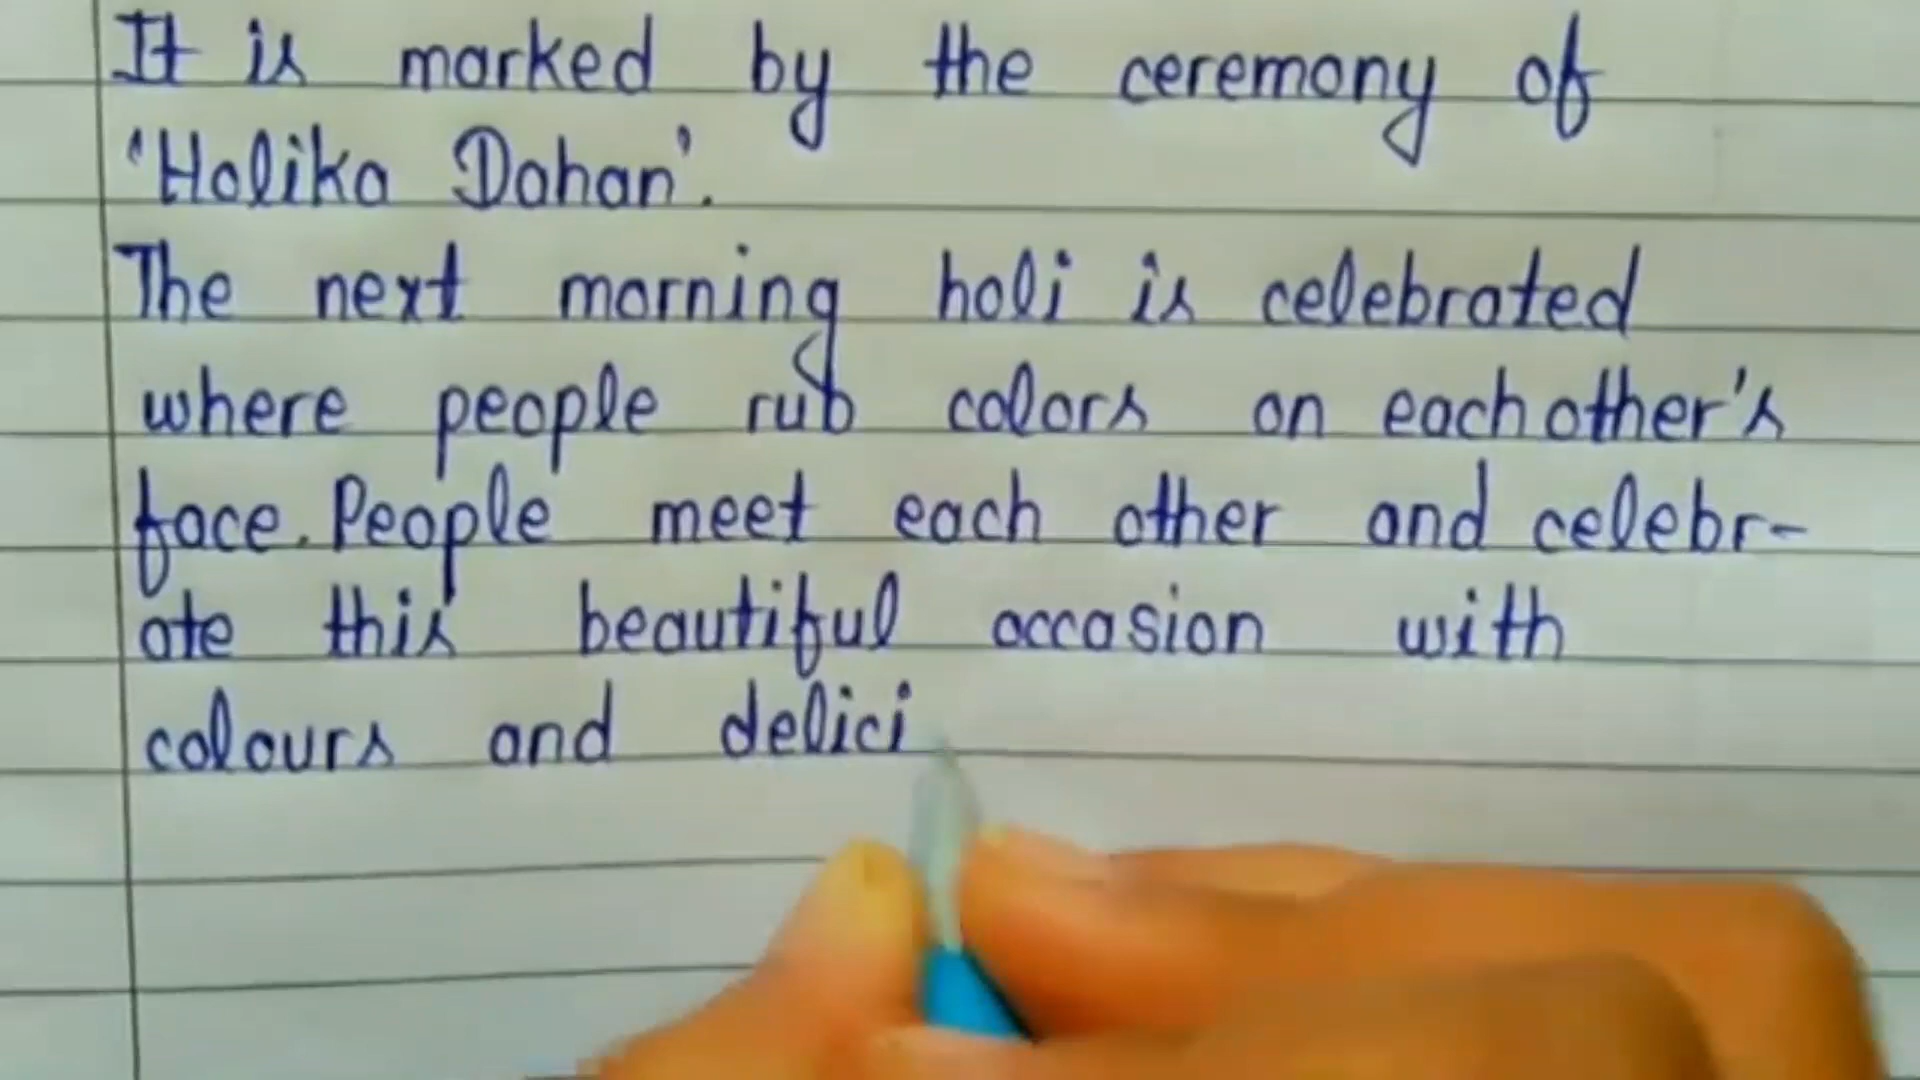 It is marked by the ceremony of
'Holika Dahan'.
The next morning holi is celebrated
where people rub colors on eachother's
face. People meet each other and celebr-
ate this beautiful occasion with
colours and delici